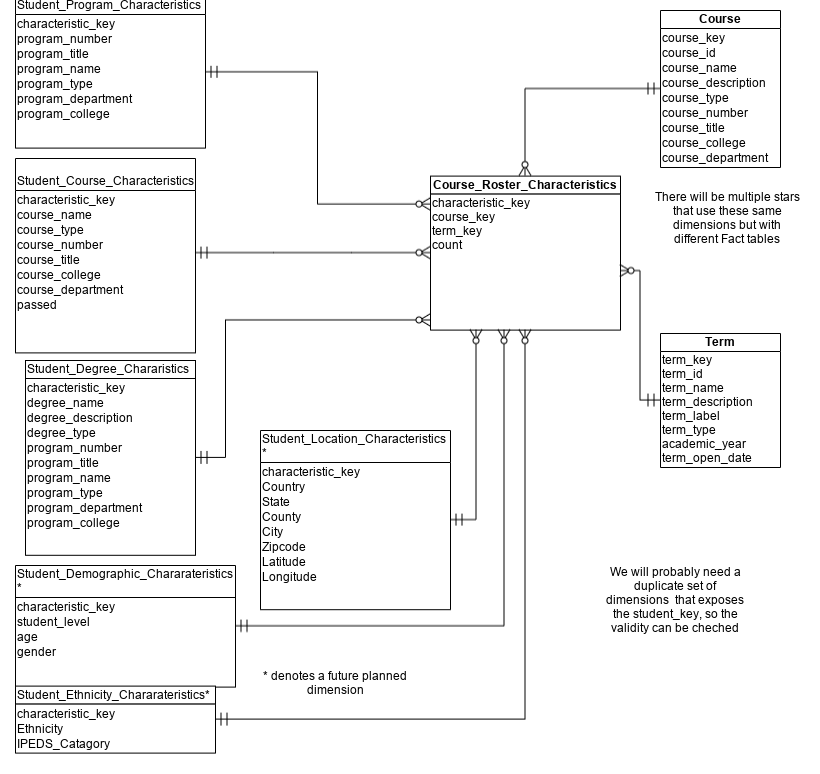 Student_Program_Characteristics
characteristic_key
program_number
program_title
program_name
program_type
program_department
program_college
Course
course_key
course_id
course_name
course_description
course_type
course_number
course_title
course_college
course_department
Student_Course_Characteristics
characteristic_key
course_name
course_type
course_number
course_title
course_college
course_department
passed
Course_Roster_Characteristics
characteristic_key
course_key
term_key
count
There will be multiple stars
that use these same
dimensions but with
different Fact tables
Term
term_key
term_id
term_name
term_description
term_label
term_type
academic_year
term_open_date
Student_Degree_Chararistics
characteristic_key
degree_name
degree_description
degree_type
program_number
program_title
program_name
program_type
program_department
program_college
Student_Location_Characteristics
*
characteristic_key
Country
State
County
City
Zipcode
Latitude
Longitude
Student_Demographic_Chararateristics
*
characteristic_key
student_level
age
gender
We will probably need a
duplicate set of
dimensions that exposes
the student_key, so the
validity can be cheched
* denotes a future planned
dimension
Student_Ethnicity_Chararateristics*
characteristic_key
Ethnicity
IPEDS_Catagory